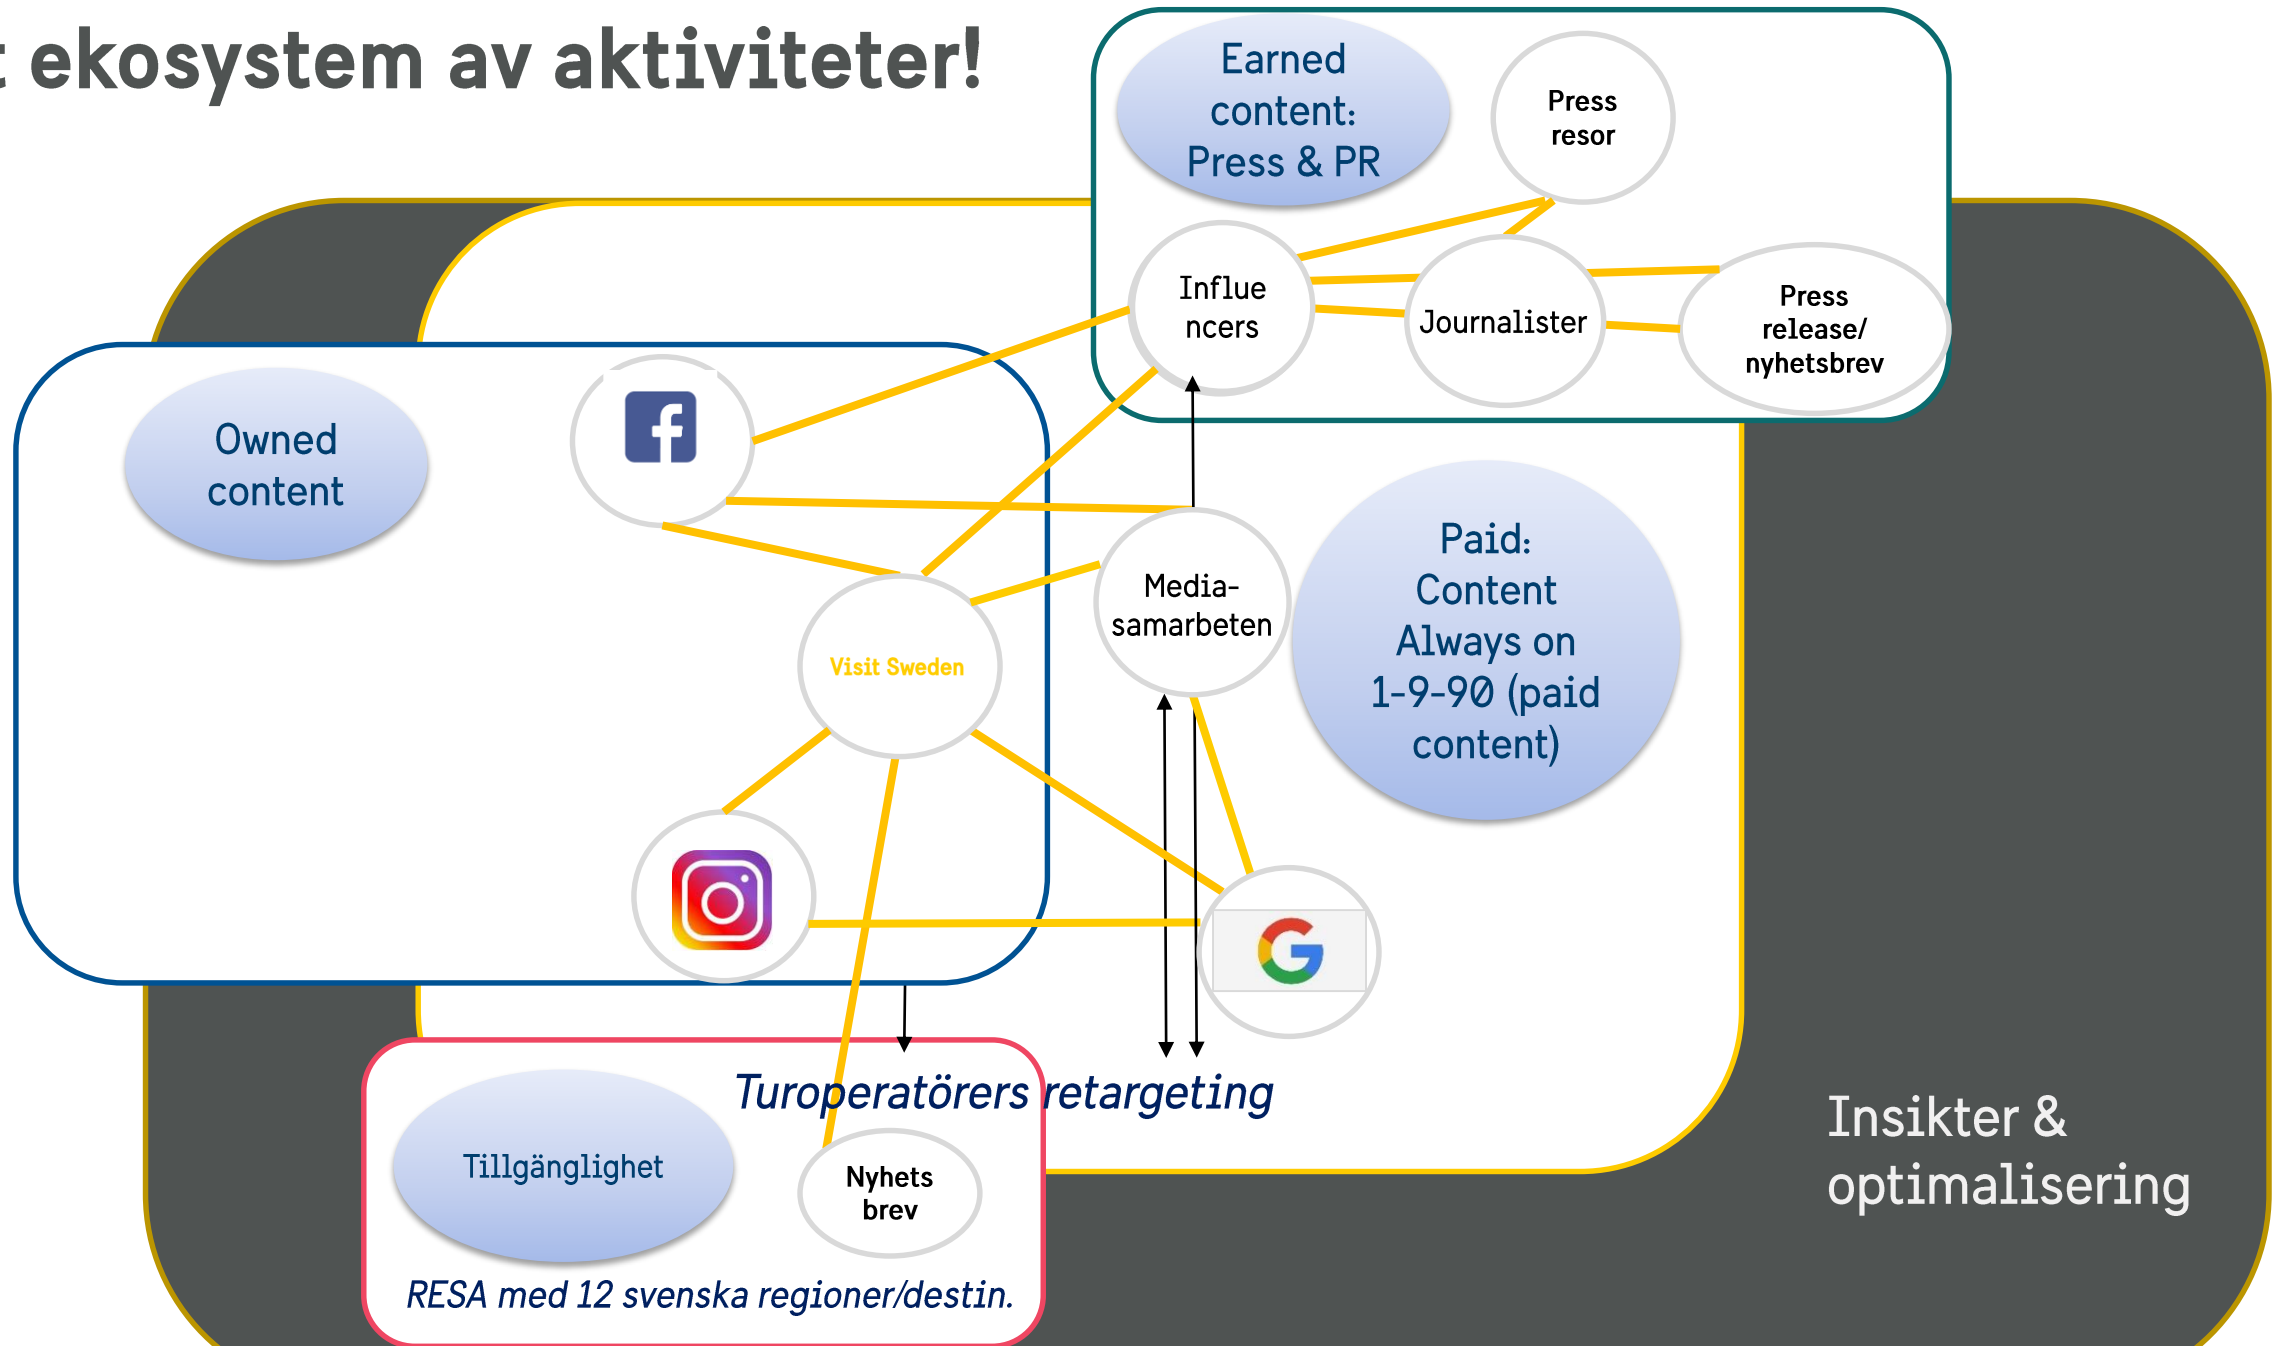 ekosystem av aktiviteter!
Earned
content:
Press & PR
Press
resor
Influe
ncers
Journalister
Press
release/
nyhetsbrev
Owned
content
Visit Sweden
Media-
samarbeten
Paid:
Content
Always on
1-9-90 (paid
content)
Turoperatörers retargeting
Tillgänglighet
Nyhets
brev
RESA med 12 svenska regioner/destin.
Insikter &
optimalisering